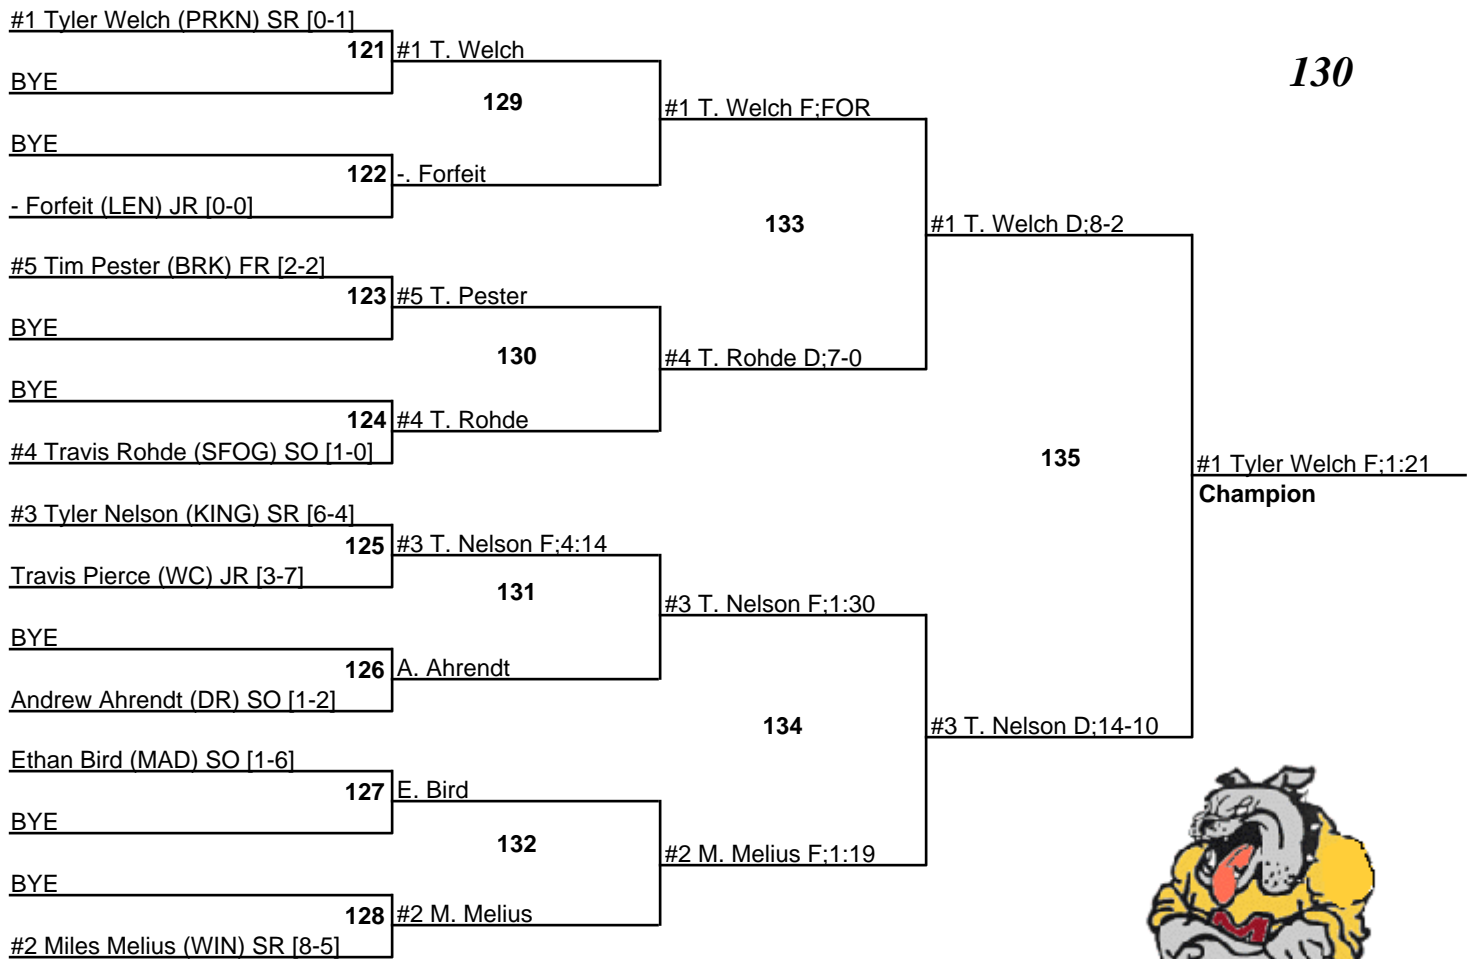 #1 Tyler Welch (PRKN) SR [0-1]
121 #1 T. Welch
BYE
129
#1 T. Welch F;FOR
130
BYE
122 -. Forfeit
- Forfeit (LEN) JR [0-0]
133
#1 T. Welch D;8-2
#5 Tim Pester (BRK) FR [2-2]
123 #5 T. Pester
BYE
130
#4 T. Rohde D;7-0
BYE
124 #4 T. Rohde
#4 Travis Rohde (SFOG) SO [1-0]
135
#1 Tyler Welch F;1:21
Champion
#3 Tyler Nelson (KING) SR [6-4]
125 #3 T. Nelson F;4:14
Travis Pierce (WC) JR [3-7]
131
#3 T. Nelson F;1:30
BYE
126 A. Ahrendt
Andrew Ahrendt (DR) SO [1-2]
134
#3 T. Nelson D;14-10
Ethan Bird (MAD) SO [1-6]
127 E. Bird
BYE
132
#2 M. Melius F;1:19
BYE
128 #2 M. Melius
#2 Miles Melius (WIN) SR [8-5]
M